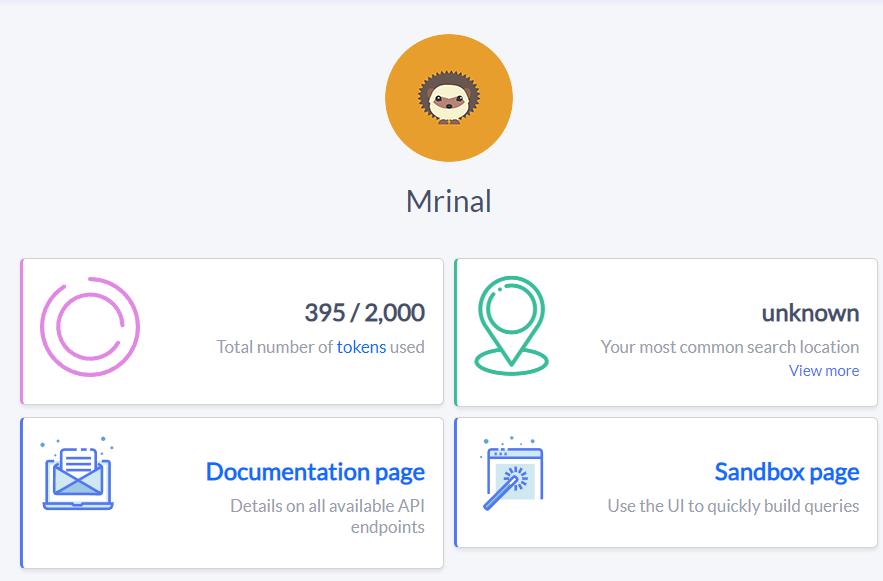 Mrinal
395 / 2,000
Total number of tokens used
unknown
Your most common search location
View more
Documentation page
Details on all available API
endpoints
Sandbox page
Use the UI to quickly build queries